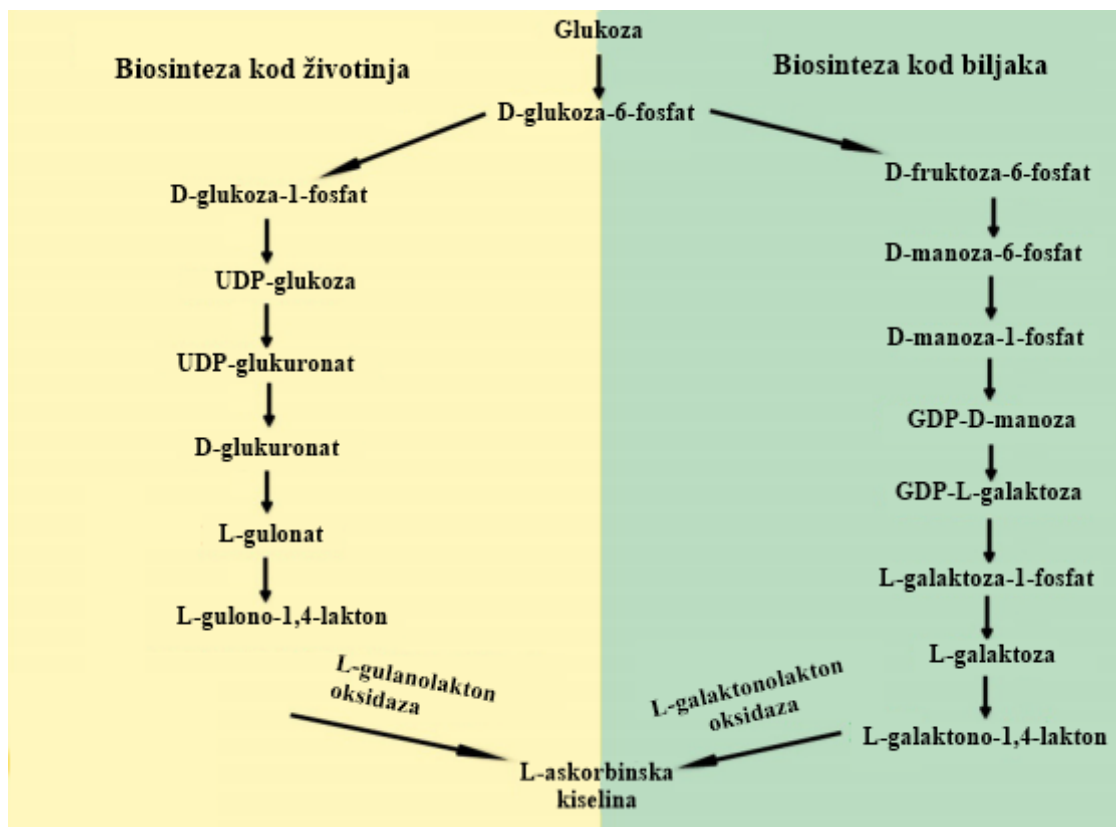 Glukoza
Biosinteza kod životinja
Biosinteza kod biljaka
D-glukoza-6-fosfat
D-glukoza-1-fosfat
UDP-glukoza
UDP-glukuronat
D-glukuronat
L-gulonat
L-gulono-1,4-lakton
L-gulanolakton
oksidaza
D-fruktoza-6-fosfat
D-manoza-6-fosfat
D-manoza-1-fosfat
GDP-D-manoza
GDP-L-galaktoza
L-galaktoza-1-fosfat
L-galaktoza
L-galaktono-1,4-lakton
L-galaktonolakton
oksidaza
L-askorbinska
kiselina